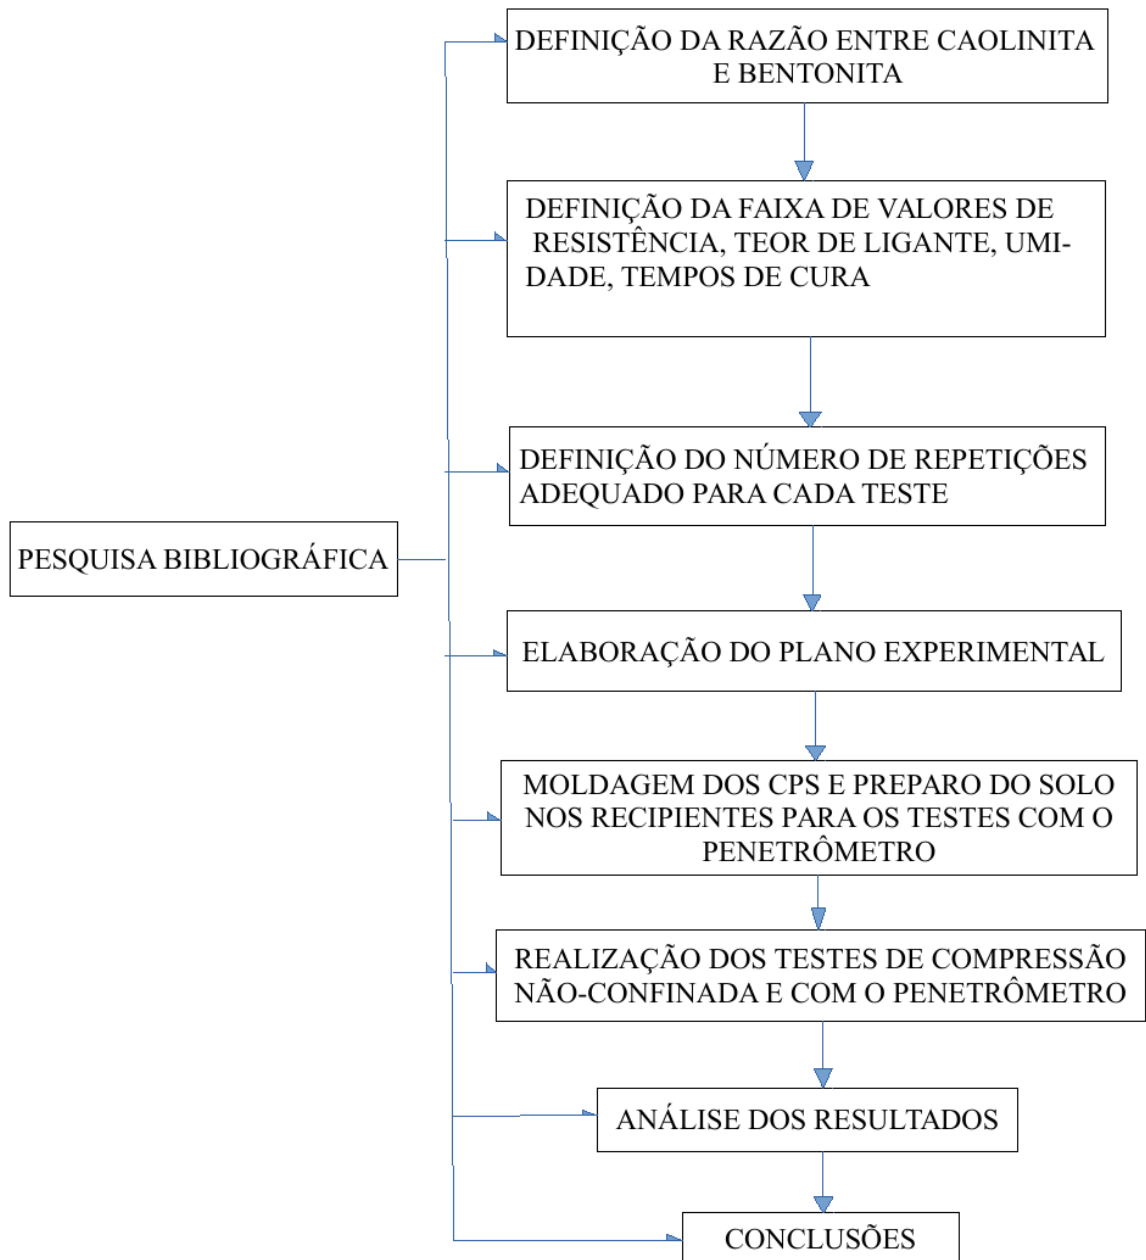 DEFINIÇÃO DA RAZÃO ENTRE CAOLINITA
E BENTONITA
DEFINIÇÃO DA FAIXA DE VALORES DE
RESISTÊNCIA, TEOR DE LIGANTE, UMI-
DADE, TEMPOS DE CURA
DEFINIÇÃO DO NÚMERO DE REPETIÇÕES
ADEQUADO PARA CADA TESTE
PESQUISA BIBLIOGRÁFICA
ELABORAÇÃO DO PLANO EXPERIMENTAL
MOLDAGEM DOS CPS E PREPARO DO SOLO
NOS RECIPIENTES PARA OS TESTES COM O
PENETRÔMETRO
REALIZAÇÃO DOS TESTES DE COMPRESSÃO
NÃO-CONFINADA E COM O PENETRÔMETRO
ANÁLISE DOS RESULTADOS
CONCLUSÕES